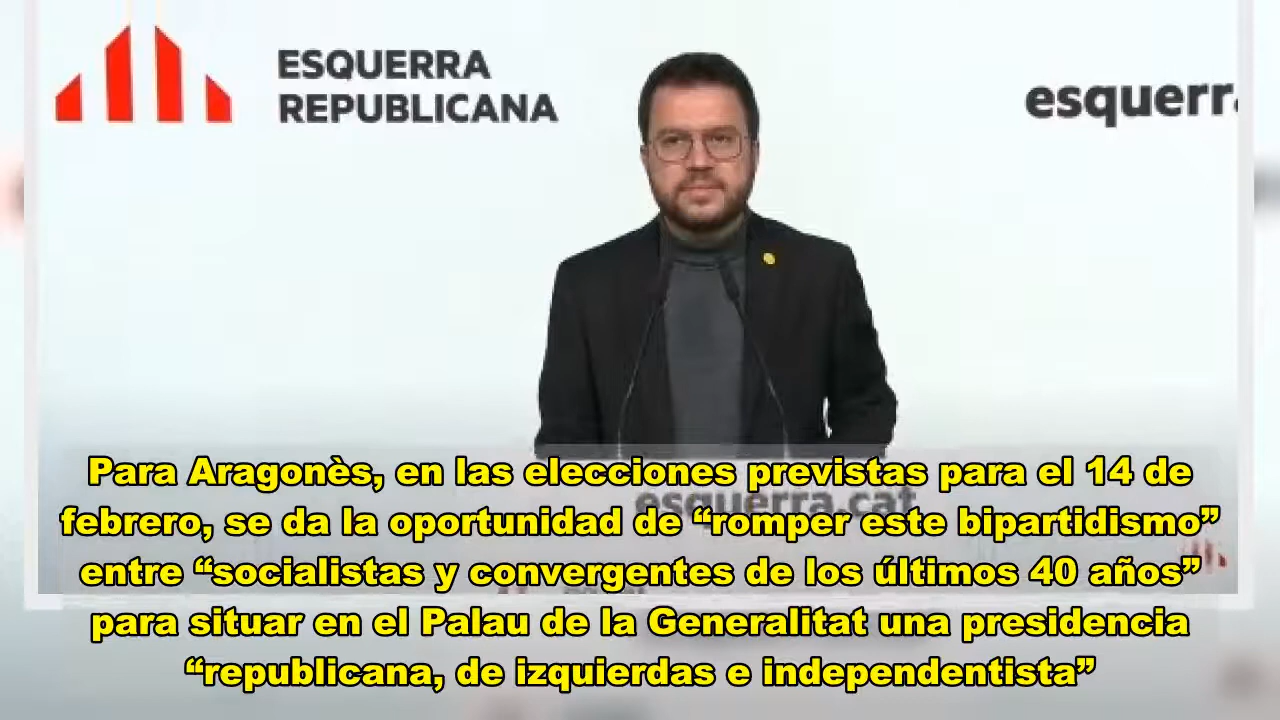 ESQUERRA
REPUBLICANA
esquerr
Para Aragonès, en las elecciones previstas para el 14 de
febrero, se da la oportunidad de “romper este bipartidismo”
esquerra.cat
entre “socialistas y convergentes de los últimos 40 años”
para situar en el Palau de la Generalitat una presidencia
“republicana, de izquierdas e independentista”